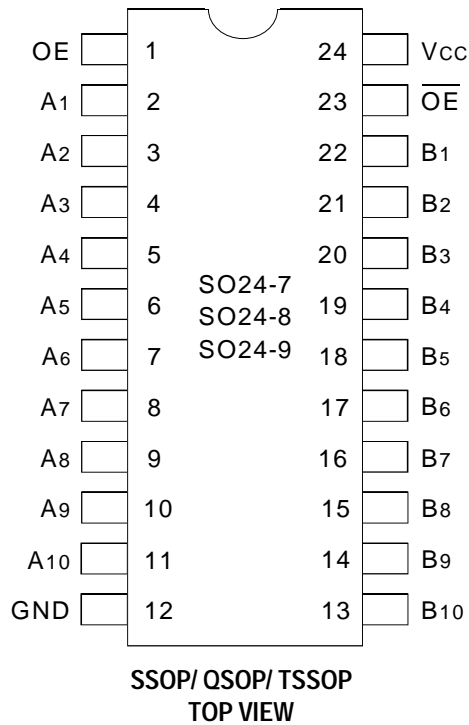 OE 1 24 VCC
A1 2 23 O̅E̅
A2 3 22 B1
A3 4 21 B2
A4 5 20 B3
SO24-7
A5 6 19 B4
SO24-8
A6 7 18 B5
SO24-9
A7 8 17 B6
A8 9 16 B7
A9 10 15 B8
A10 11 14 B9
GND 12 13 B10
SSOP/ QSOP/ TSSOP
TOP VIEW